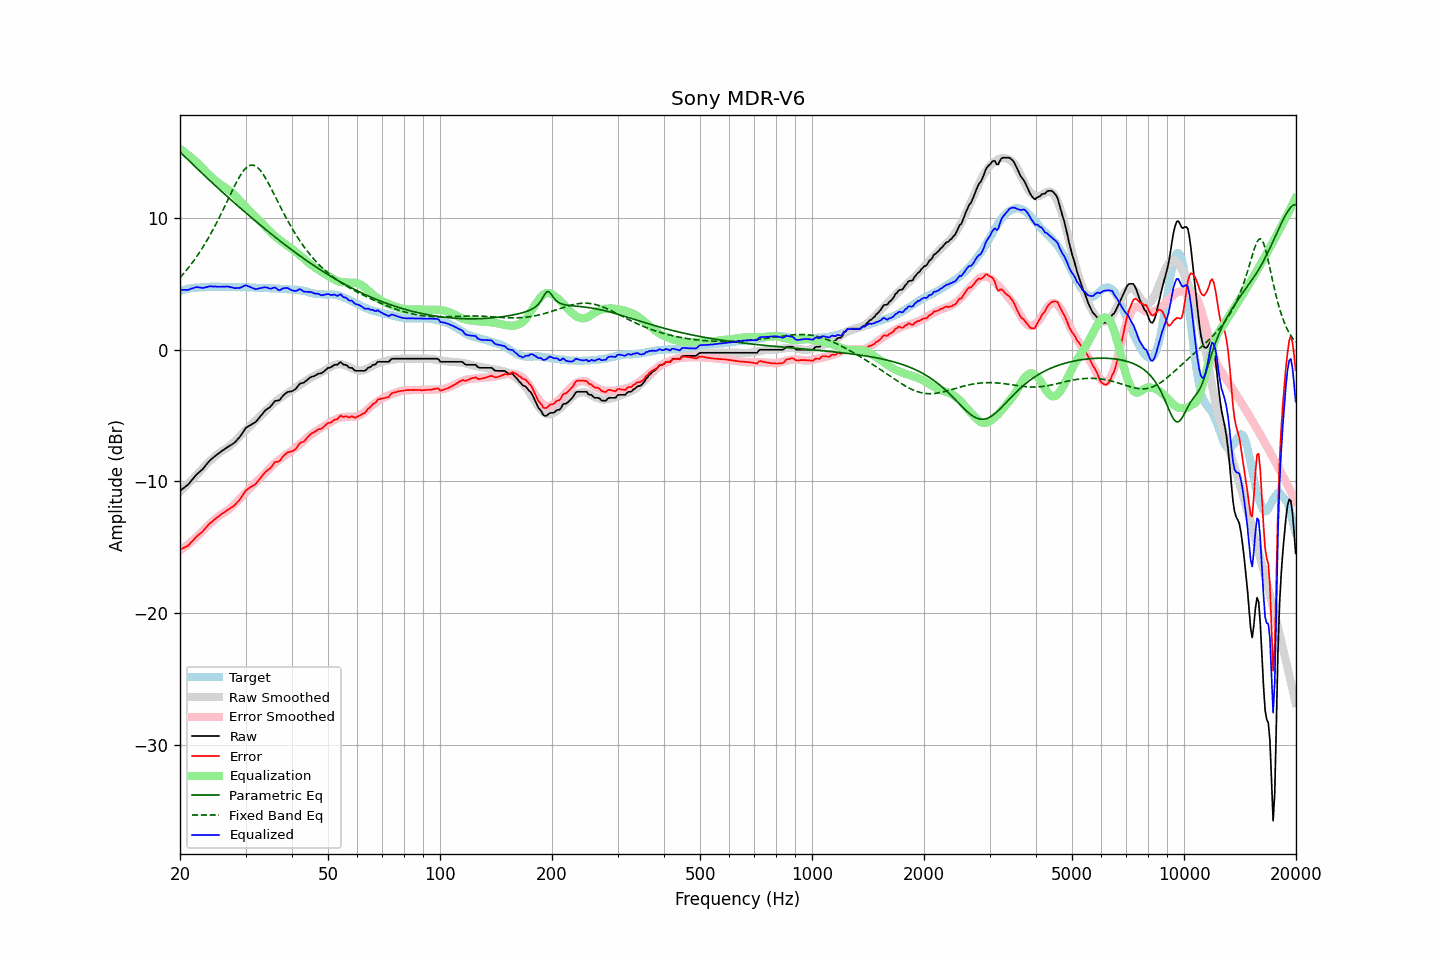 Sony MDR-V6
Amplitude (dBr)
10
0
−10
−20
−30
Target
Raw Smoothed
Error Smoothed
Raw
Error
Equalization
Parametric Eq
Fixed Band Eq
Equalized
20 50 100 200 500 1000 2000 5000 10000 20000
Frequency (Hz)